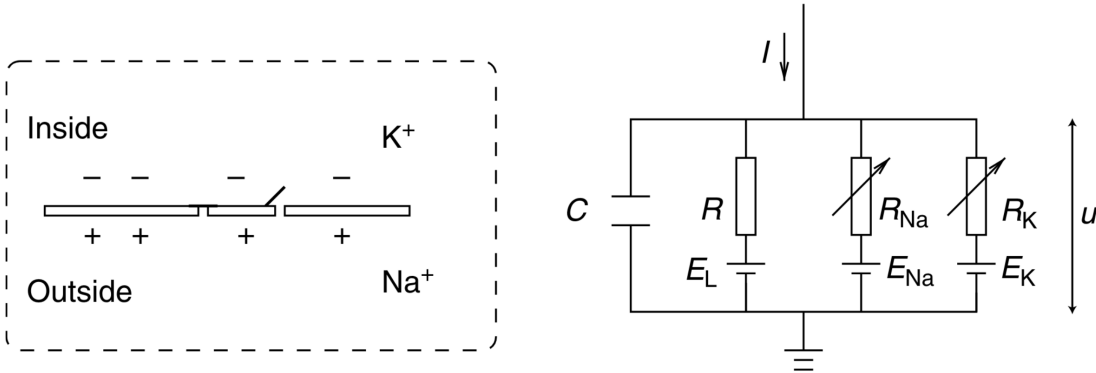 Inside
K⁺
− − − −
+ + + +
Outside
Na⁺
I
C
R
R_Na
R_K
u
E_L
E_Na
E_K